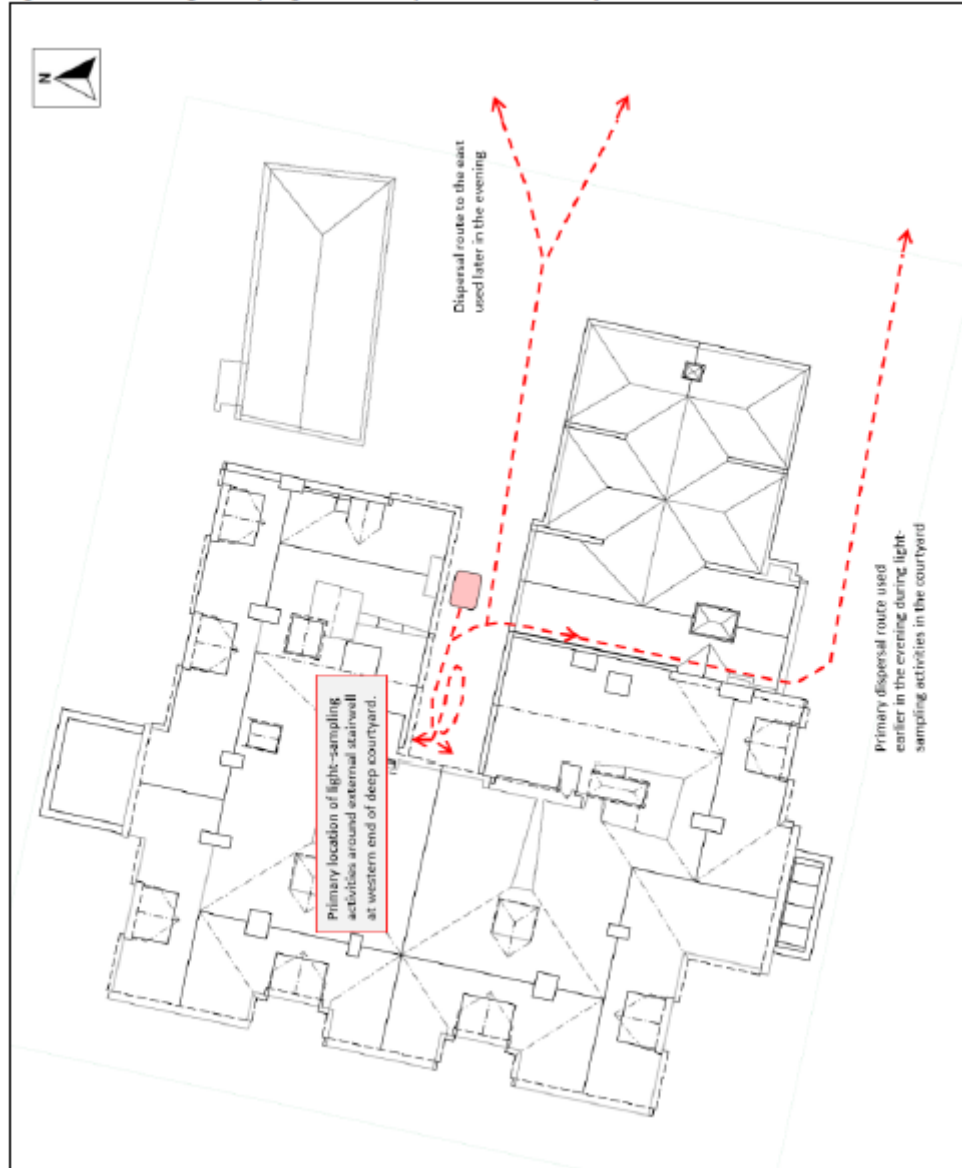 N
Dispersal route to the east
used later in the evening
Primary location of light-sampling
activities around external stairwell
at western end of deep courtyard.
Primary dispersal route used
earlier in the evening during light-
sampling activities in the courtyard